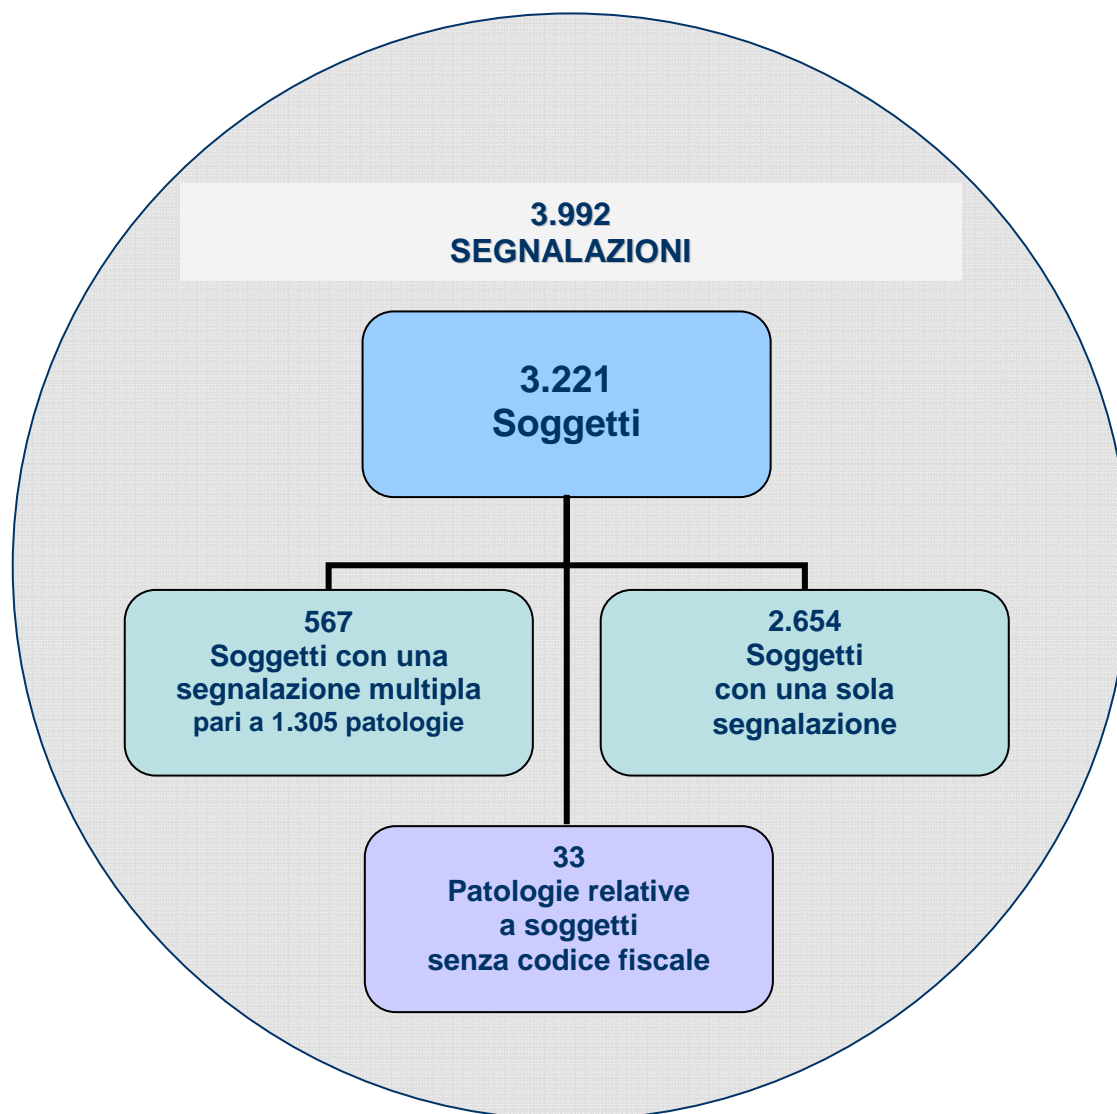 3.992
SEGNALAZIONI
3.221
Soggetti
567
Soggetti con una
segnalazione multipla
pari a 1.305 patologie
2.654
Soggetti
con una sola
segnalazione
33
Patologie relative
a soggetti
senza codice fiscale